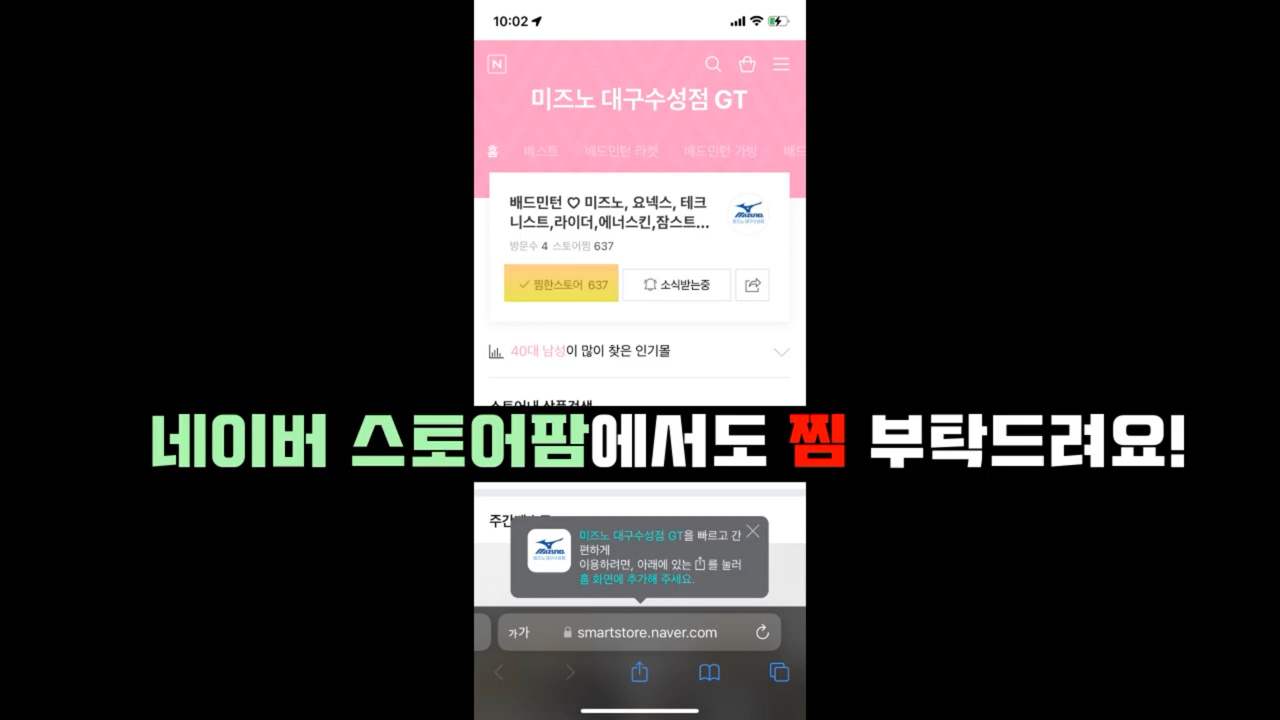 10:02
N
미즈노 대구수성점 GT
홈 베스트 배드민턴 라켓 배드민턴 가방 배드
배드민턴 ♡ 미즈노, 요넥스, 테크
니스트,라이더,에너스킨,잠스트...
MIZUNO
방문수 4 스토어찜 637
찜한스토어 637 소식받는중
40대 남성이 많이 찾은 인기몰
네이버 스토어팜에서도 찜 부탁드려요!
미즈노 대구수성점 GT을 빠르고 간
편하게
이용하려면, 아래에 있는 를 눌러
홈 화면에 추가해 주세요.
MIZUNO
가가 smartstore.naver.com